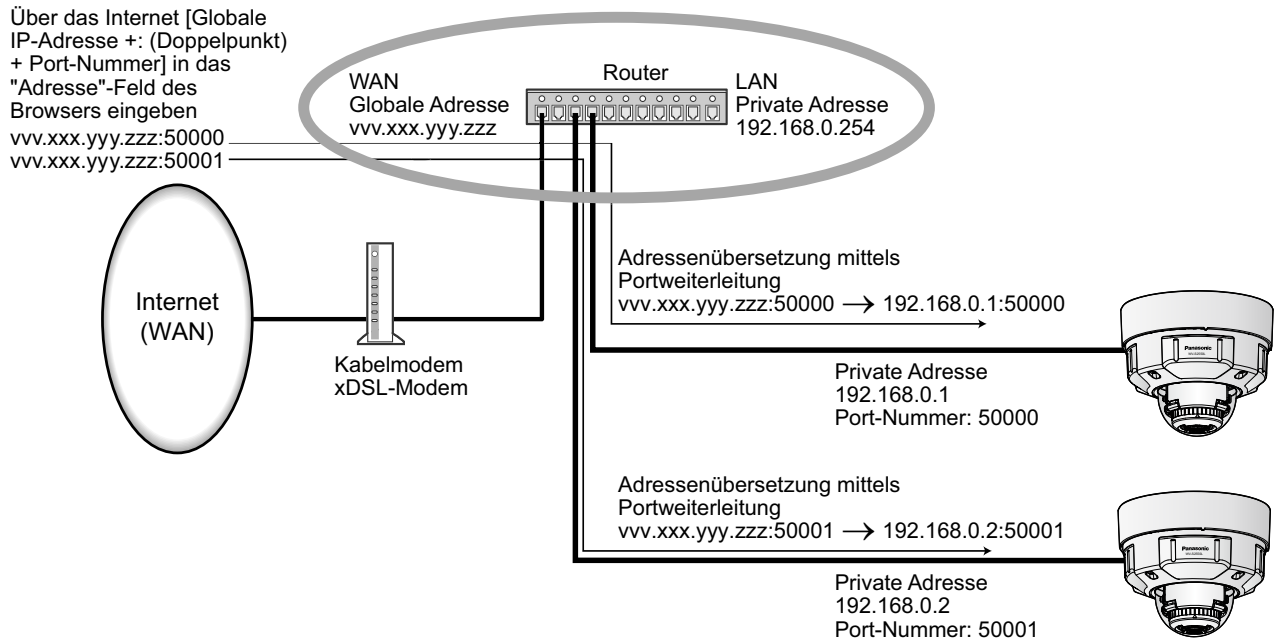 Über das Internet [Globale
IP-Adresse +: (Doppelpunkt)
+ Port-Nummer] in das
"Adresse"-Feld des
Browsers eingeben
vvv.xxx.yyy.zzz:50000
vvv.xxx.yyy.zzz:50001
WAN
Globale Adresse
vvv.xxx.yyy.zzz
Router
LAN
Private Adresse
192.168.0.254
Internet
(WAN)
Kabelmodem
xDSL-Modem
Adressenübersetzung mittels
Portweiterleitung
vvv.xxx.yyy.zzz:50000 → 192.168.0.1:50000
Private Adresse
192.168.0.1
Port-Nummer: 50000
Panasonic
Adressenübersetzung mittels
Portweiterleitung
vvv.xxx.yyy.zzz:50001 → 192.168.0.2:50001
Private Adresse
192.168.0.2
Port-Nummer: 50001
Panasonic